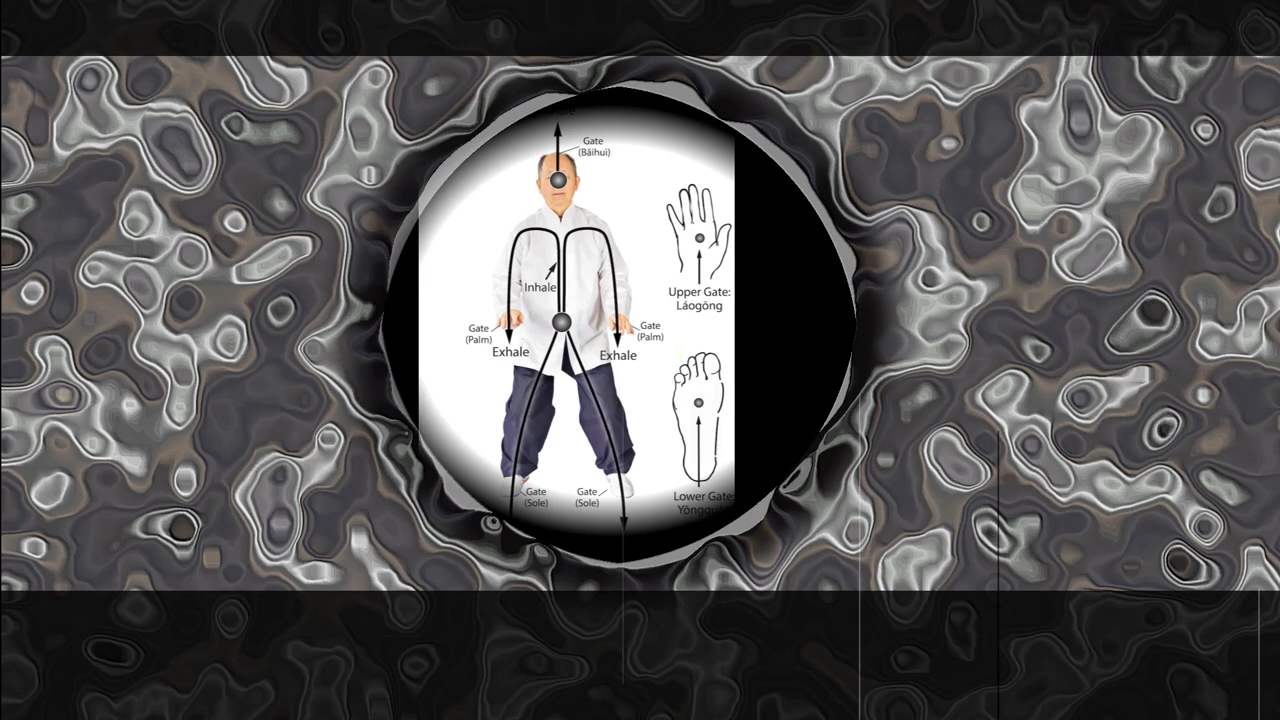 Gate
(Bǎihuì)
Inhale
Gate
(Palm)
Exhale
Gate
(Palm)
Exhale
Upper Gate:
Láogōng
Gate
(Sole)
Gate
(Sole)
Lower Gate: